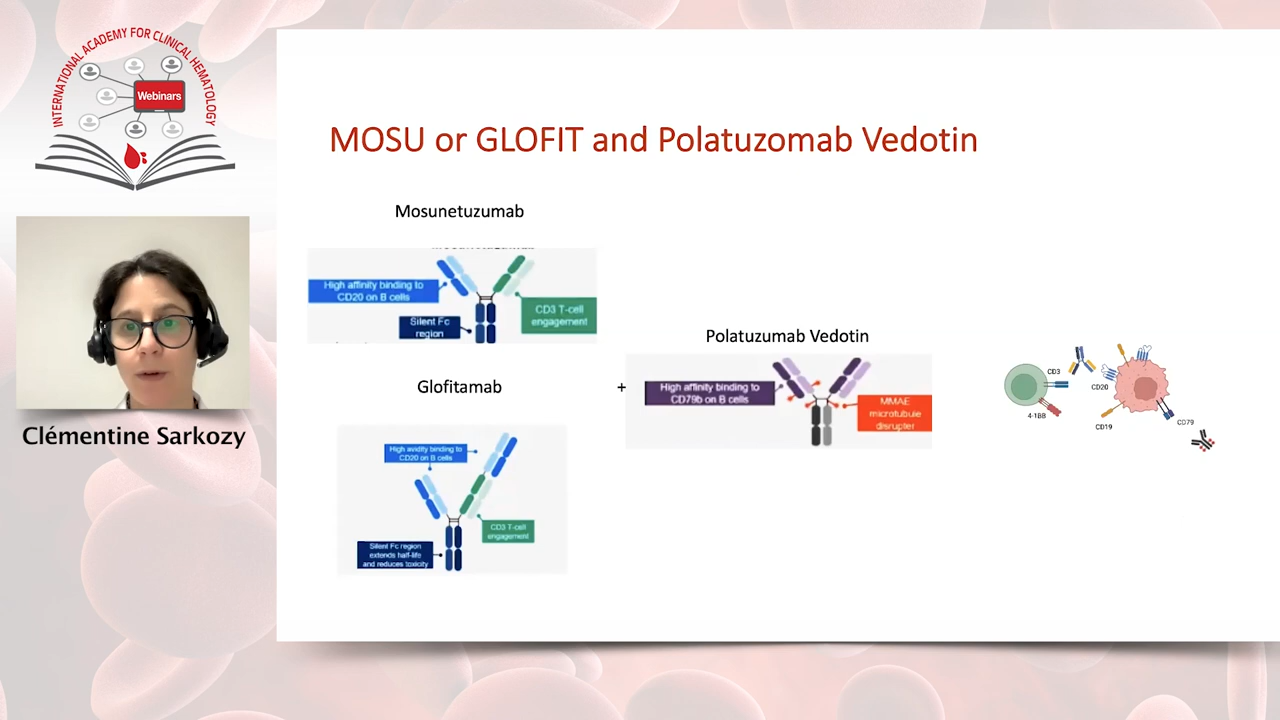 INTERNATIONAL ACADEMY FOR CLINICAL HEMATOLOGY
Webinars
Clémentine Sarkozy
MOSU or GLOFIT and Polatuzomab Vedotin
Mosunetuzumab
High affinity binding to
CD20 on B cells
Silent Fc
region
CD3 T-cell
engagement
Glofitamab
High avidity binding to
CD20 on B cells
CD3 T-cell
engagement
Silent Fc region
extends half-life
and reduces toxicity
+
Polatuzumab Vedotin
High affinity binding to
CD79b on B cells
MMAE
microtubule
disrupter
CD3
4-1BB
CD20
CD19
CD79